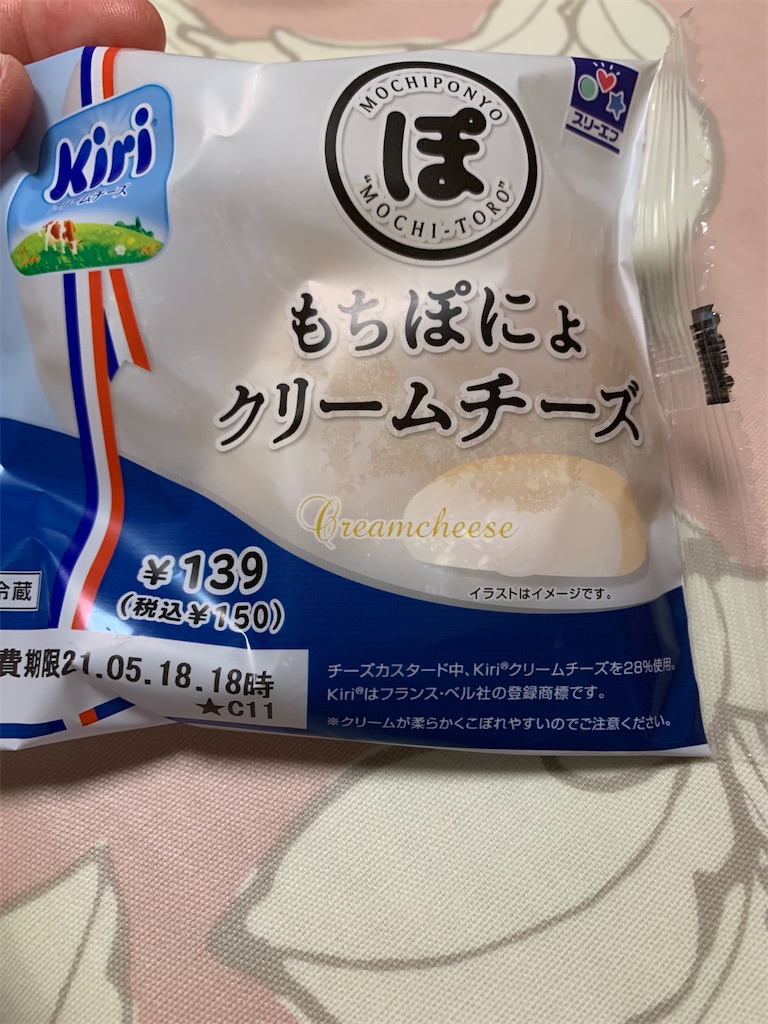 Kiri®
クリームチーズ
MOCHIPONYO
ぽ
"MOCHI-TORO"
スリーエフ
もちぽにょ
クリームチーズ
Creamcheese
イラストはイメージです。
¥139
(税込¥150)
冷蔵
費期限21.05.18.18時
★C11
チーズカスタード中、Kiri®クリームチーズを28%使用。
Kiri®はフランス・ベル社の登録商標です。
※クリームが柔らかくこぼれやすいのでご注意ください。